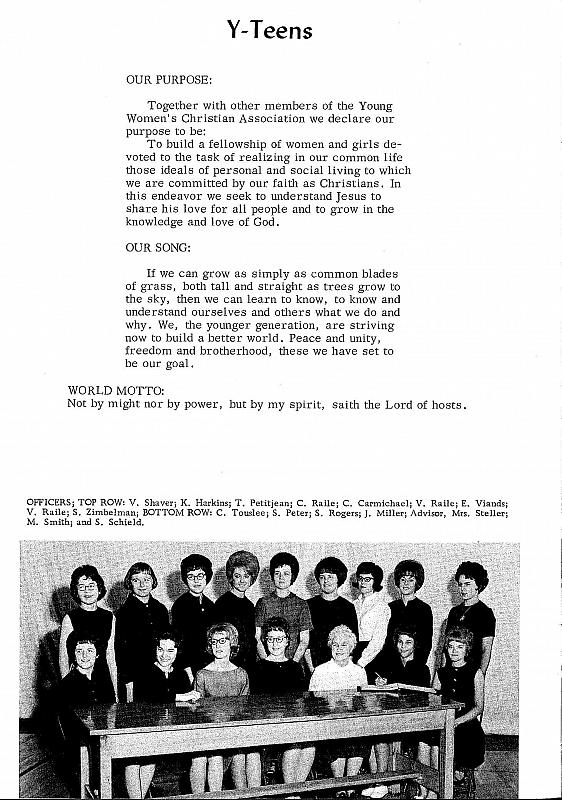 Y-Teens
OUR PURPOSE:
Together with other members of the Young
Women's Christian Association we declare our
purpose to be:
To build a fellowship of women and girls de-
voted to the task of realizing in our common life
those ideals of personal and social living to which
we are committed by our faith as Christians. In
this endeavor we seek to understand Jesus to
share his love for all people and to grow in the
knowledge and love of God.
OUR SONG:
If we can grow as simply as common blades
of grass, both tall and straight as trees grow to
the sky, then we can learn to know, to know and
understand ourselves and others what we do and
why. We, the younger generation, are striving
now to build a better world. Peace and unity,
freedom and brotherhood, these we have set to
be our goal.
WORLD MOTTO:
Not by might nor by power, but by my spirit, saith the Lord of hosts.
OFFICERS; TOP ROW: V. Shaver; K. Harkins; T. Petitjean; C. Raile; C. Carmichael; V. Raile; E. Viands;
V. Raile; S. Zimbelman; BOTTOM ROW: C. Touslee; S. Peter; S. Rogers; J. Miller; Advisor, Mrs. Steller;
M. Smith; and S. Schield.